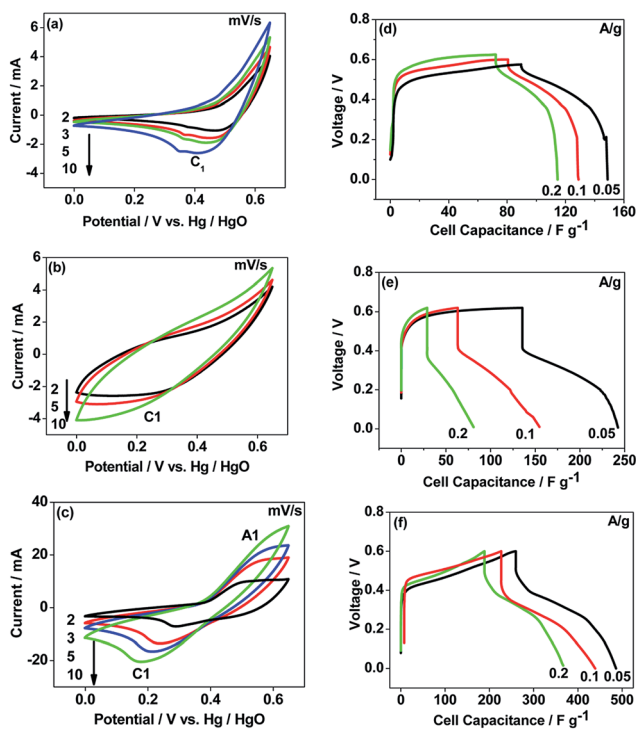 (a)
mV/s
6
4
2
0
-2
-4
Current / mA
2
3
5
10
C1
0.0 0.2 0.4 0.6
Potential / V vs. Hg / HgO
(d)
A/g
0.8
0.6
0.4
0.2
0.0
Voltage / V
0.2 0.1 0.05
0 40 80 120 160
Cell Capacitance / F g-1
(b)
mV/s
6
4
2
0
-2
-4
Current / mA
2
5
10
C1
0.0 0.2 0.4 0.6
Potential / V vs. Hg / HgO
(e)
A/g
0.8
0.6
0.4
0.2
0.0
Voltage / V
0.2 0.1 0.05
0 50 100 150 200 250
Cell Capacitance / F g-1
(c)
mV/s
40
20
0
-20
Current / mA
A1
2
3
5
10
C1
0.0 0.2 0.4 0.6
Potential / V vs. Hg / HgO
(f)
A/g
0.8
0.6
0.4
0.2
0.0
Voltage / V
0.2 0.1 0.05
0 100 200 300 400 500
Cell Capacitance / F g-1